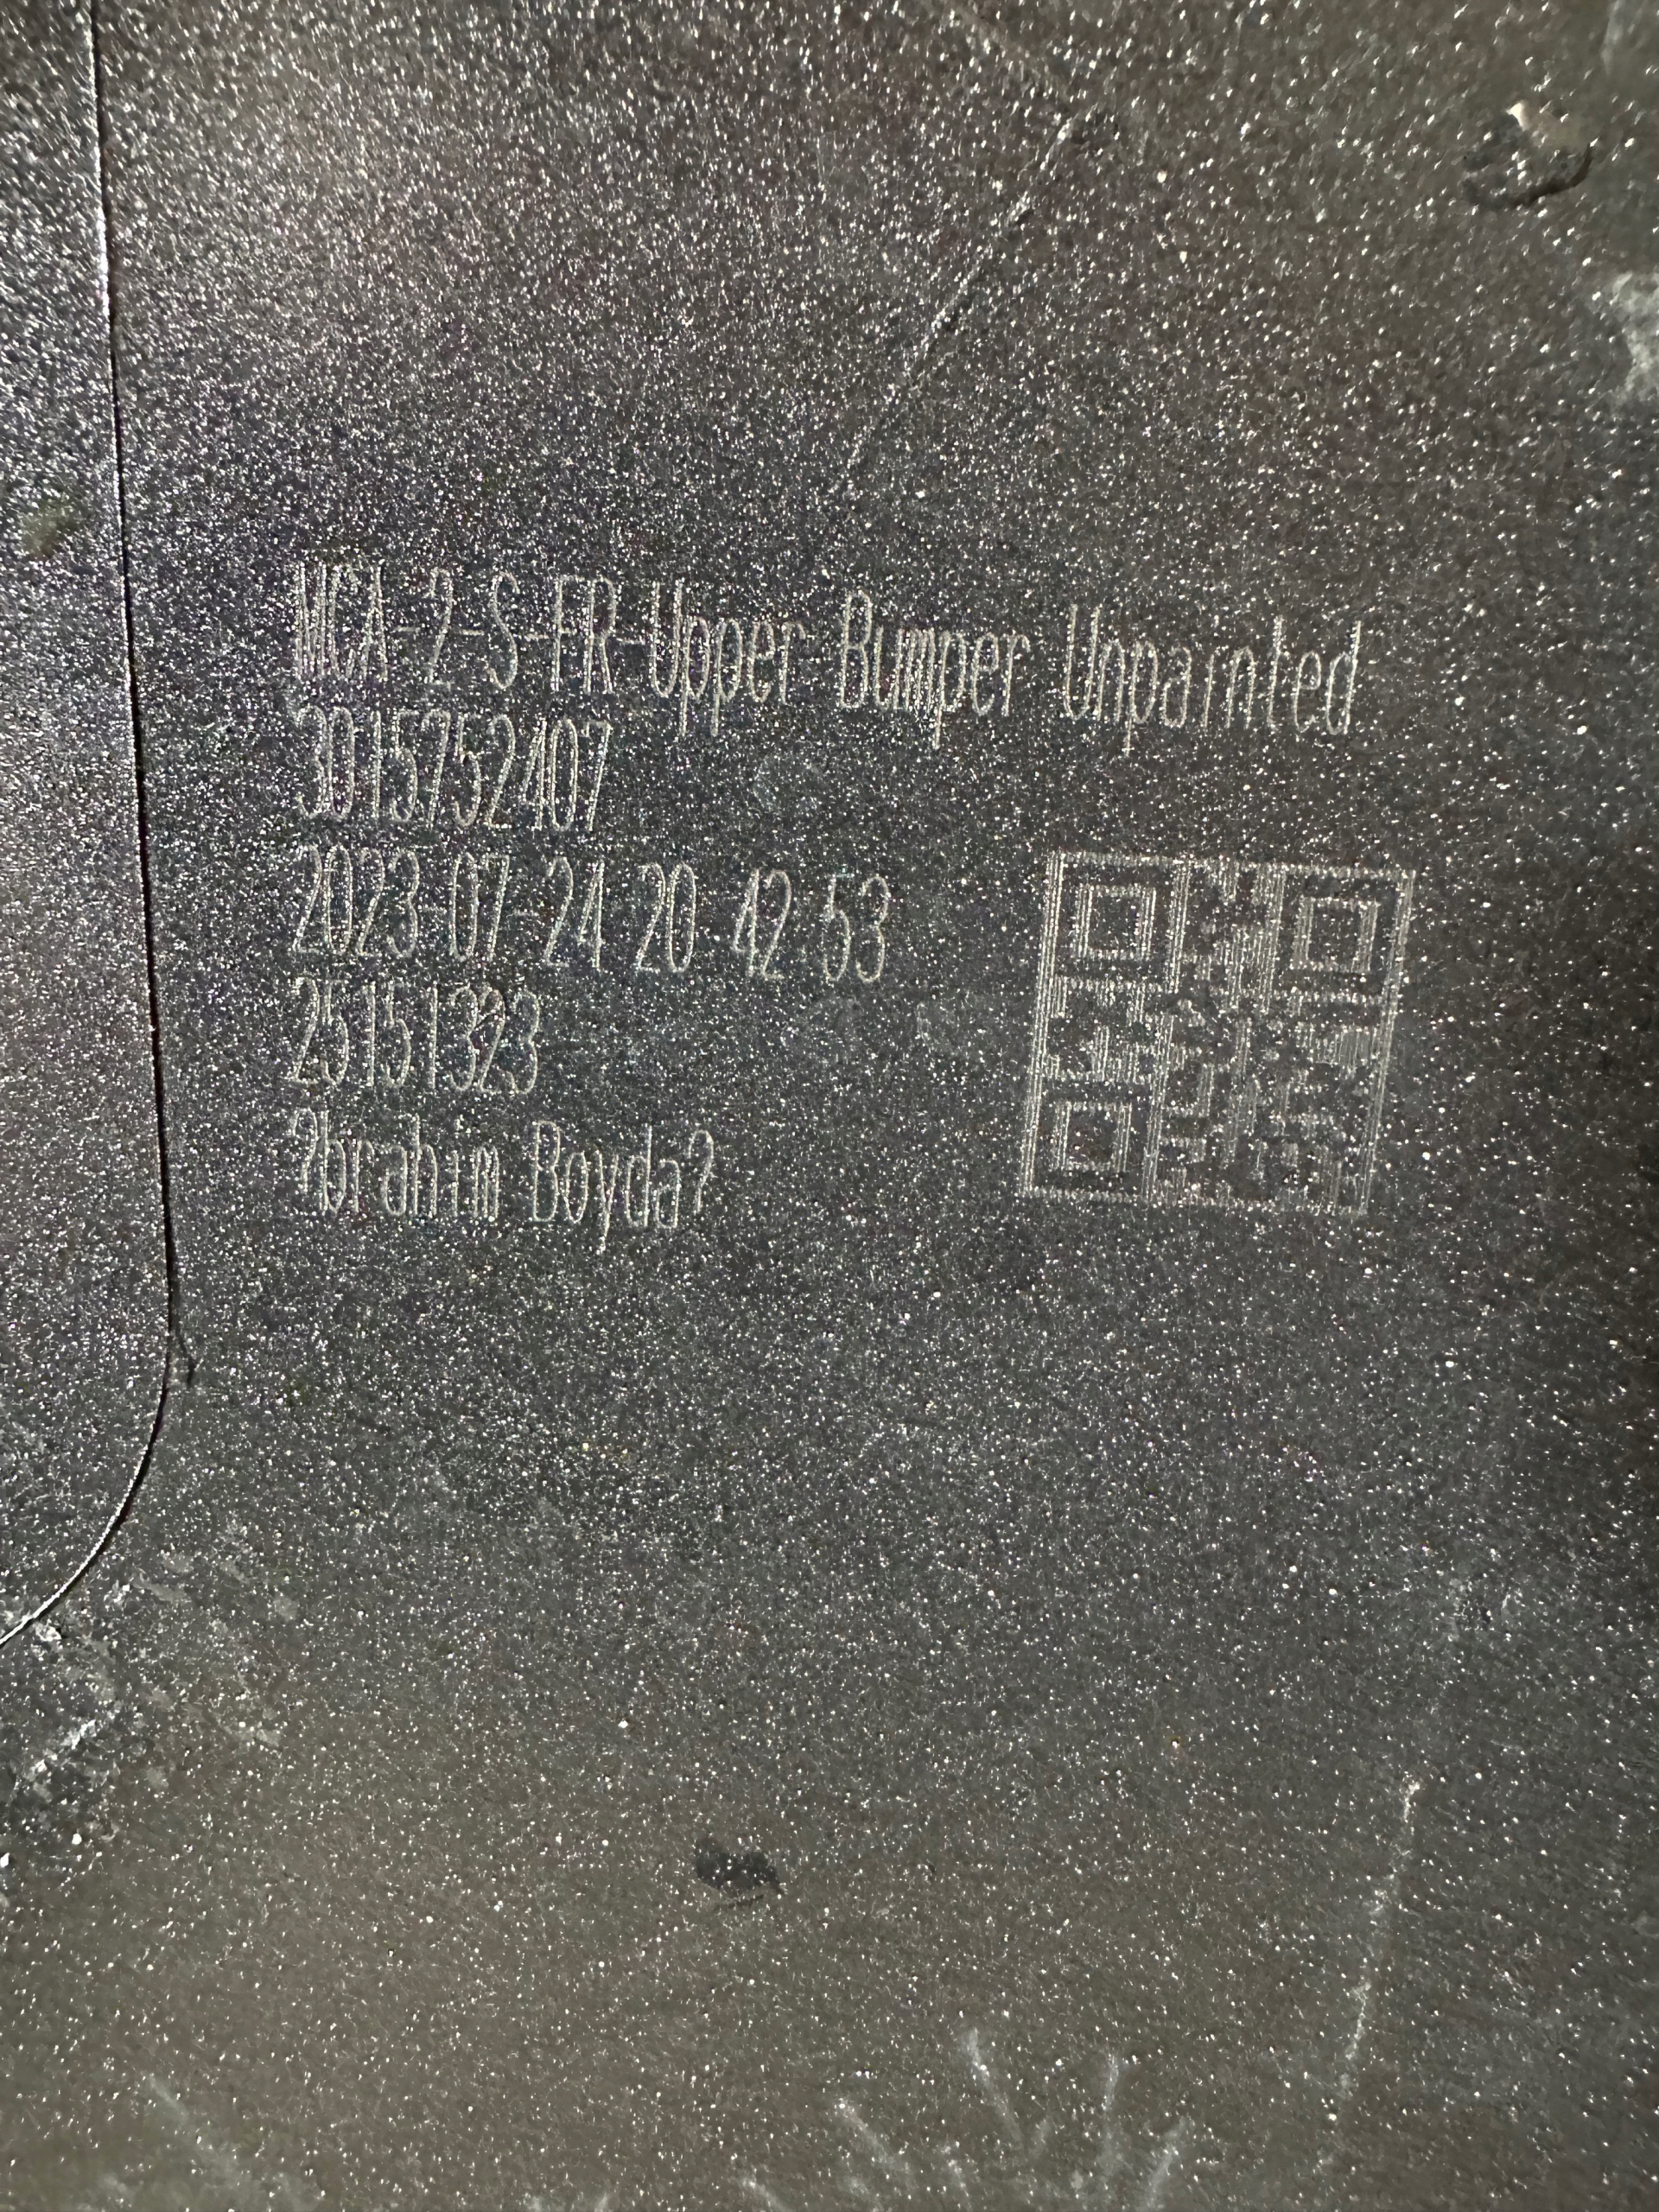 MCA-2-S-FR-Upper Bumper Unpainted
3015752407
2023-07-24 20:42:53
25151323
?brahim Boyda?